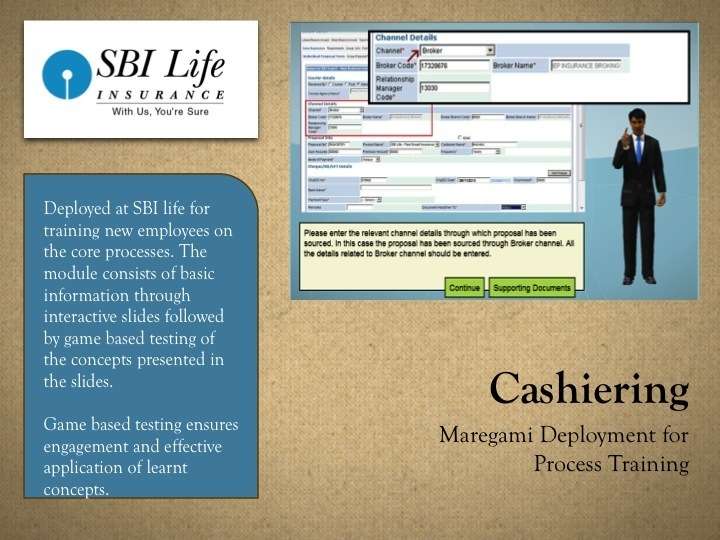 SBI Life
INSURANCE
With Us, You're Sure
Deployed at SBI life for
training new employees on
the core processes. The
module consists of basic
information through
interactive slides followed
by game based testing of
the concepts presented in
the slides.
Game based testing ensures
engagement and effective
application of learnt
concepts.
Channel Details
Channel* Broker
Broker Code* 17328676 Broker Name* IEP INSURANCE BROKING
Relationship
Manager 13030
Code*
Please enter the relevant channel details through which proposal has been
sourced. In this case the proposal has been sourced through Broker channel. All
the details related to Broker channel should be entered.
Continue Supporting Documents
Cashiering
Maregami Deployment for
Process Training